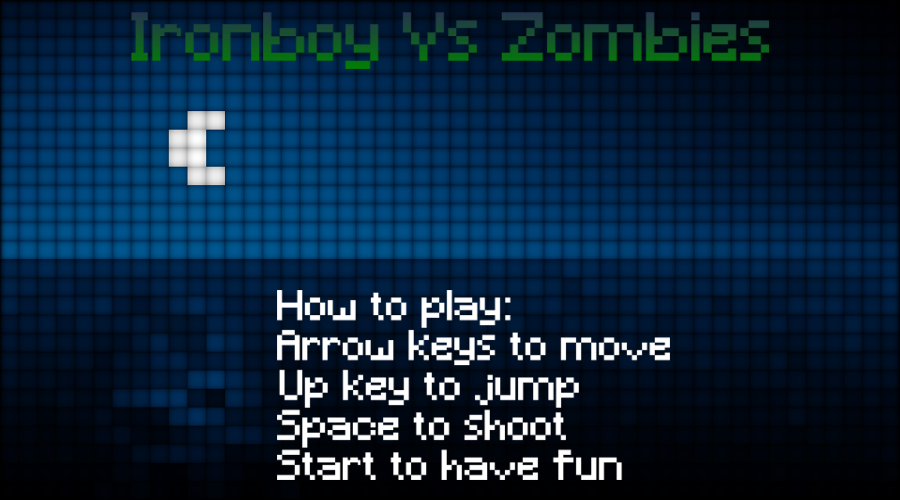 Ironboy Vs Zombies
How to play:
Arrow keys to move
Up key to jump
Space to shoot
Start to have fun